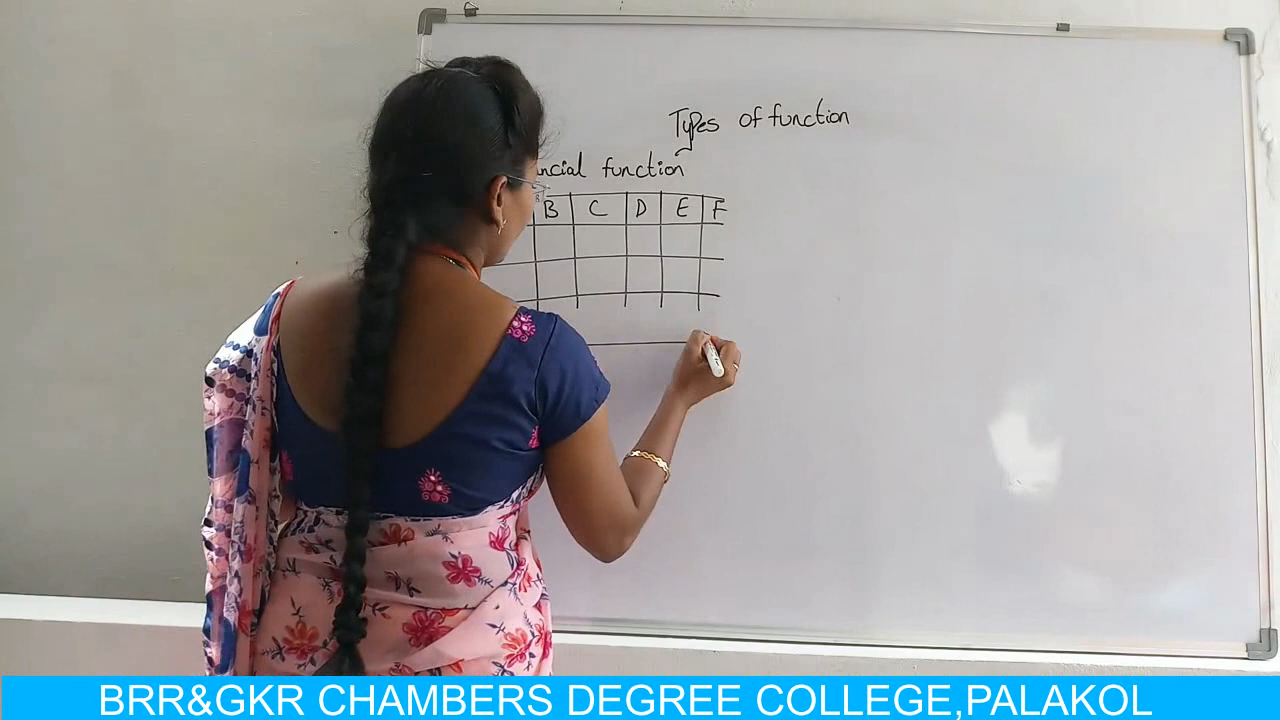 Types of function
ncial function
B C D E F
BRR&GKR CHAMBERS DEGREE COLLEGE,PALAKOL